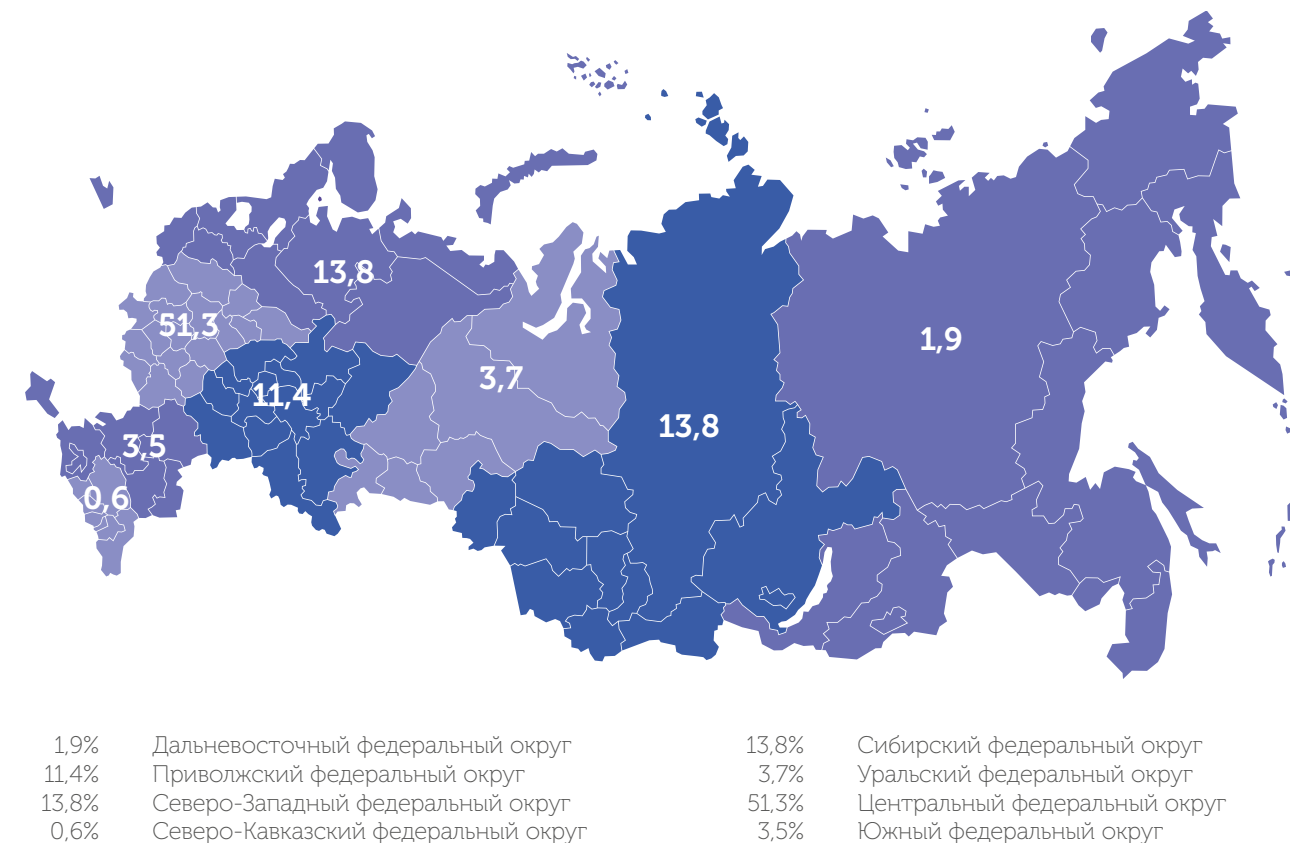 13,8
51,3
1,9
3,7
11,4
13,8
3,5
0,6
1,9% Дальневосточный федеральный округ
11,4% Приволжский федеральный округ
13,8% Северо-Западный федеральный округ
0,6% Северо-Кавказский федеральный округ
13,8% Сибирский федеральный округ
3,7% Уральский федеральный округ
51,3% Центральный федеральный округ
3,5% Южный федеральный округ